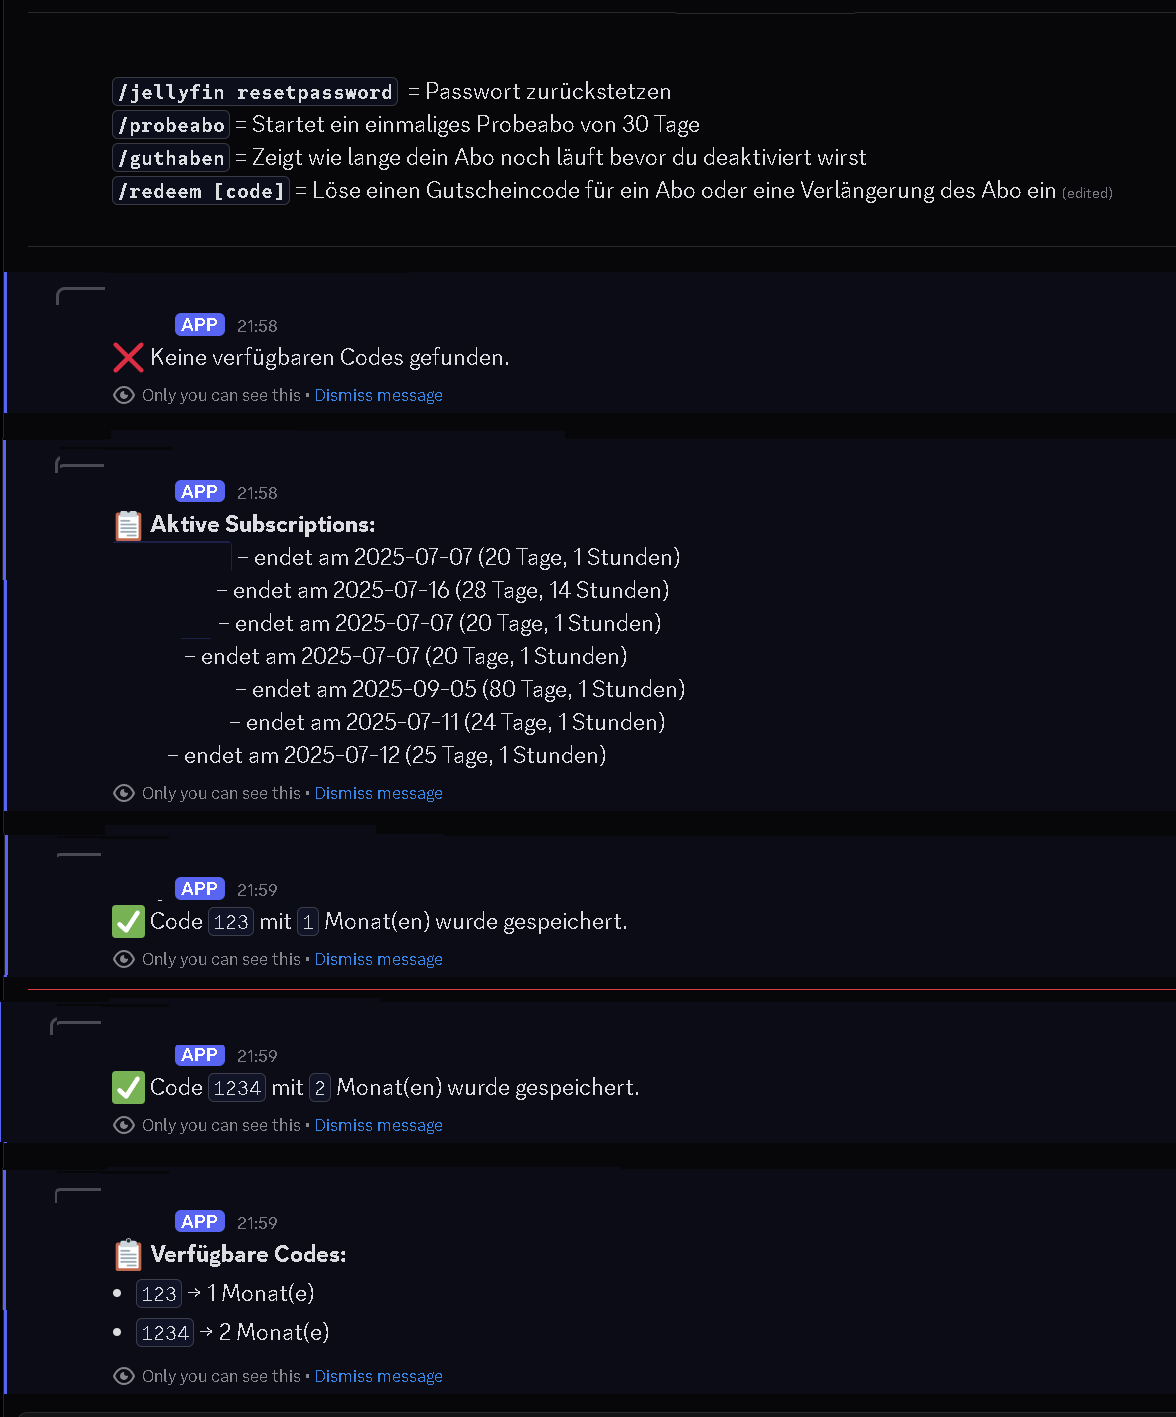 /jellyfin resetpassword = Passwort zurückstetzen
/probeabo = Startet ein einmaliges Probeabo von 30 Tage
/guthaben = Zeigt wie lange dein Abo noch läuft bevor du deaktiviert wirst
/redeem [code] = Löse einen Gutscheincode für ein Abo oder eine Verlängerung des Abo ein (edited)
APP 21:58
❌ Keine verfügbaren Codes gefunden.
Only you can see this • Dismiss message
APP 21:58
📋 Aktive Subscriptions:
– endet am 2025-07-07 (20 Tage, 1 Stunden)
– endet am 2025-07-16 (28 Tage, 14 Stunden)
– endet am 2025-07-07 (20 Tage, 1 Stunden)
– endet am 2025-07-07 (20 Tage, 1 Stunden)
– endet am 2025-09-05 (80 Tage, 1 Stunden)
– endet am 2025-07-11 (24 Tage, 1 Stunden)
– endet am 2025-07-12 (25 Tage, 1 Stunden)
Only you can see this • Dismiss message
APP 21:59
✅ Code 123 mit 1 Monat(en) wurde gespeichert.
Only you can see this • Dismiss message
APP 21:59
✅ Code 1234 mit 2 Monat(en) wurde gespeichert.
Only you can see this • Dismiss message
APP 21:59
📋 Verfügbare Codes:
• 123 → 1 Monat(e)
• 1234 → 2 Monat(e)
Only you can see this • Dismiss message